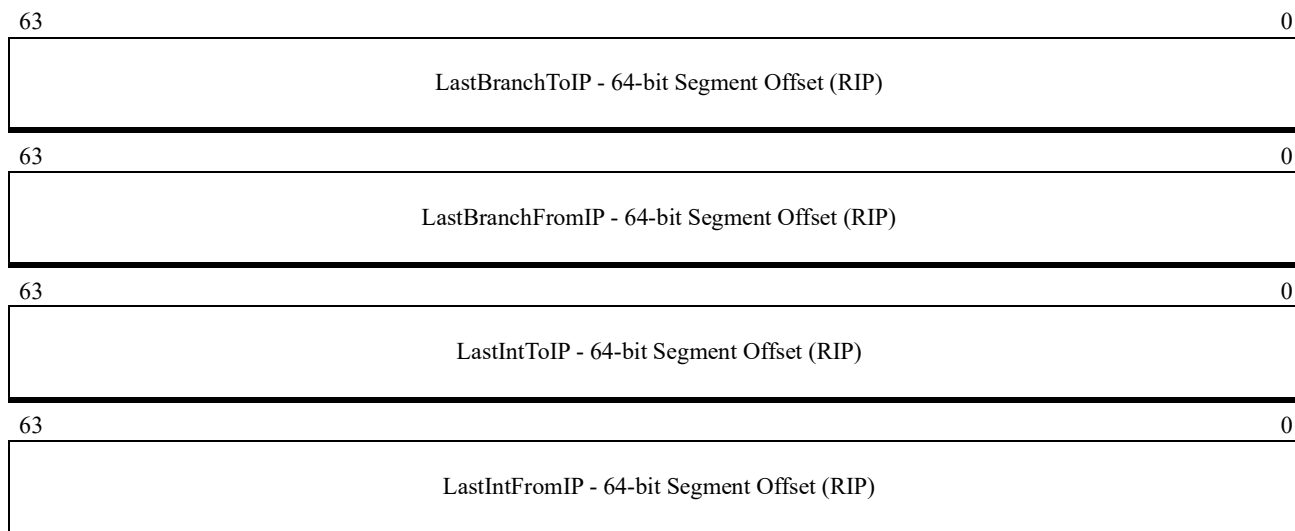 63 0
LastBranchToIP - 64-bit Segment Offset (RIP)
63 0
LastBranchFromIP - 64-bit Segment Offset (RIP)
63 0
LastIntToIP - 64-bit Segment Offset (RIP)
63 0
LastIntFromIP - 64-bit Segment Offset (RIP)